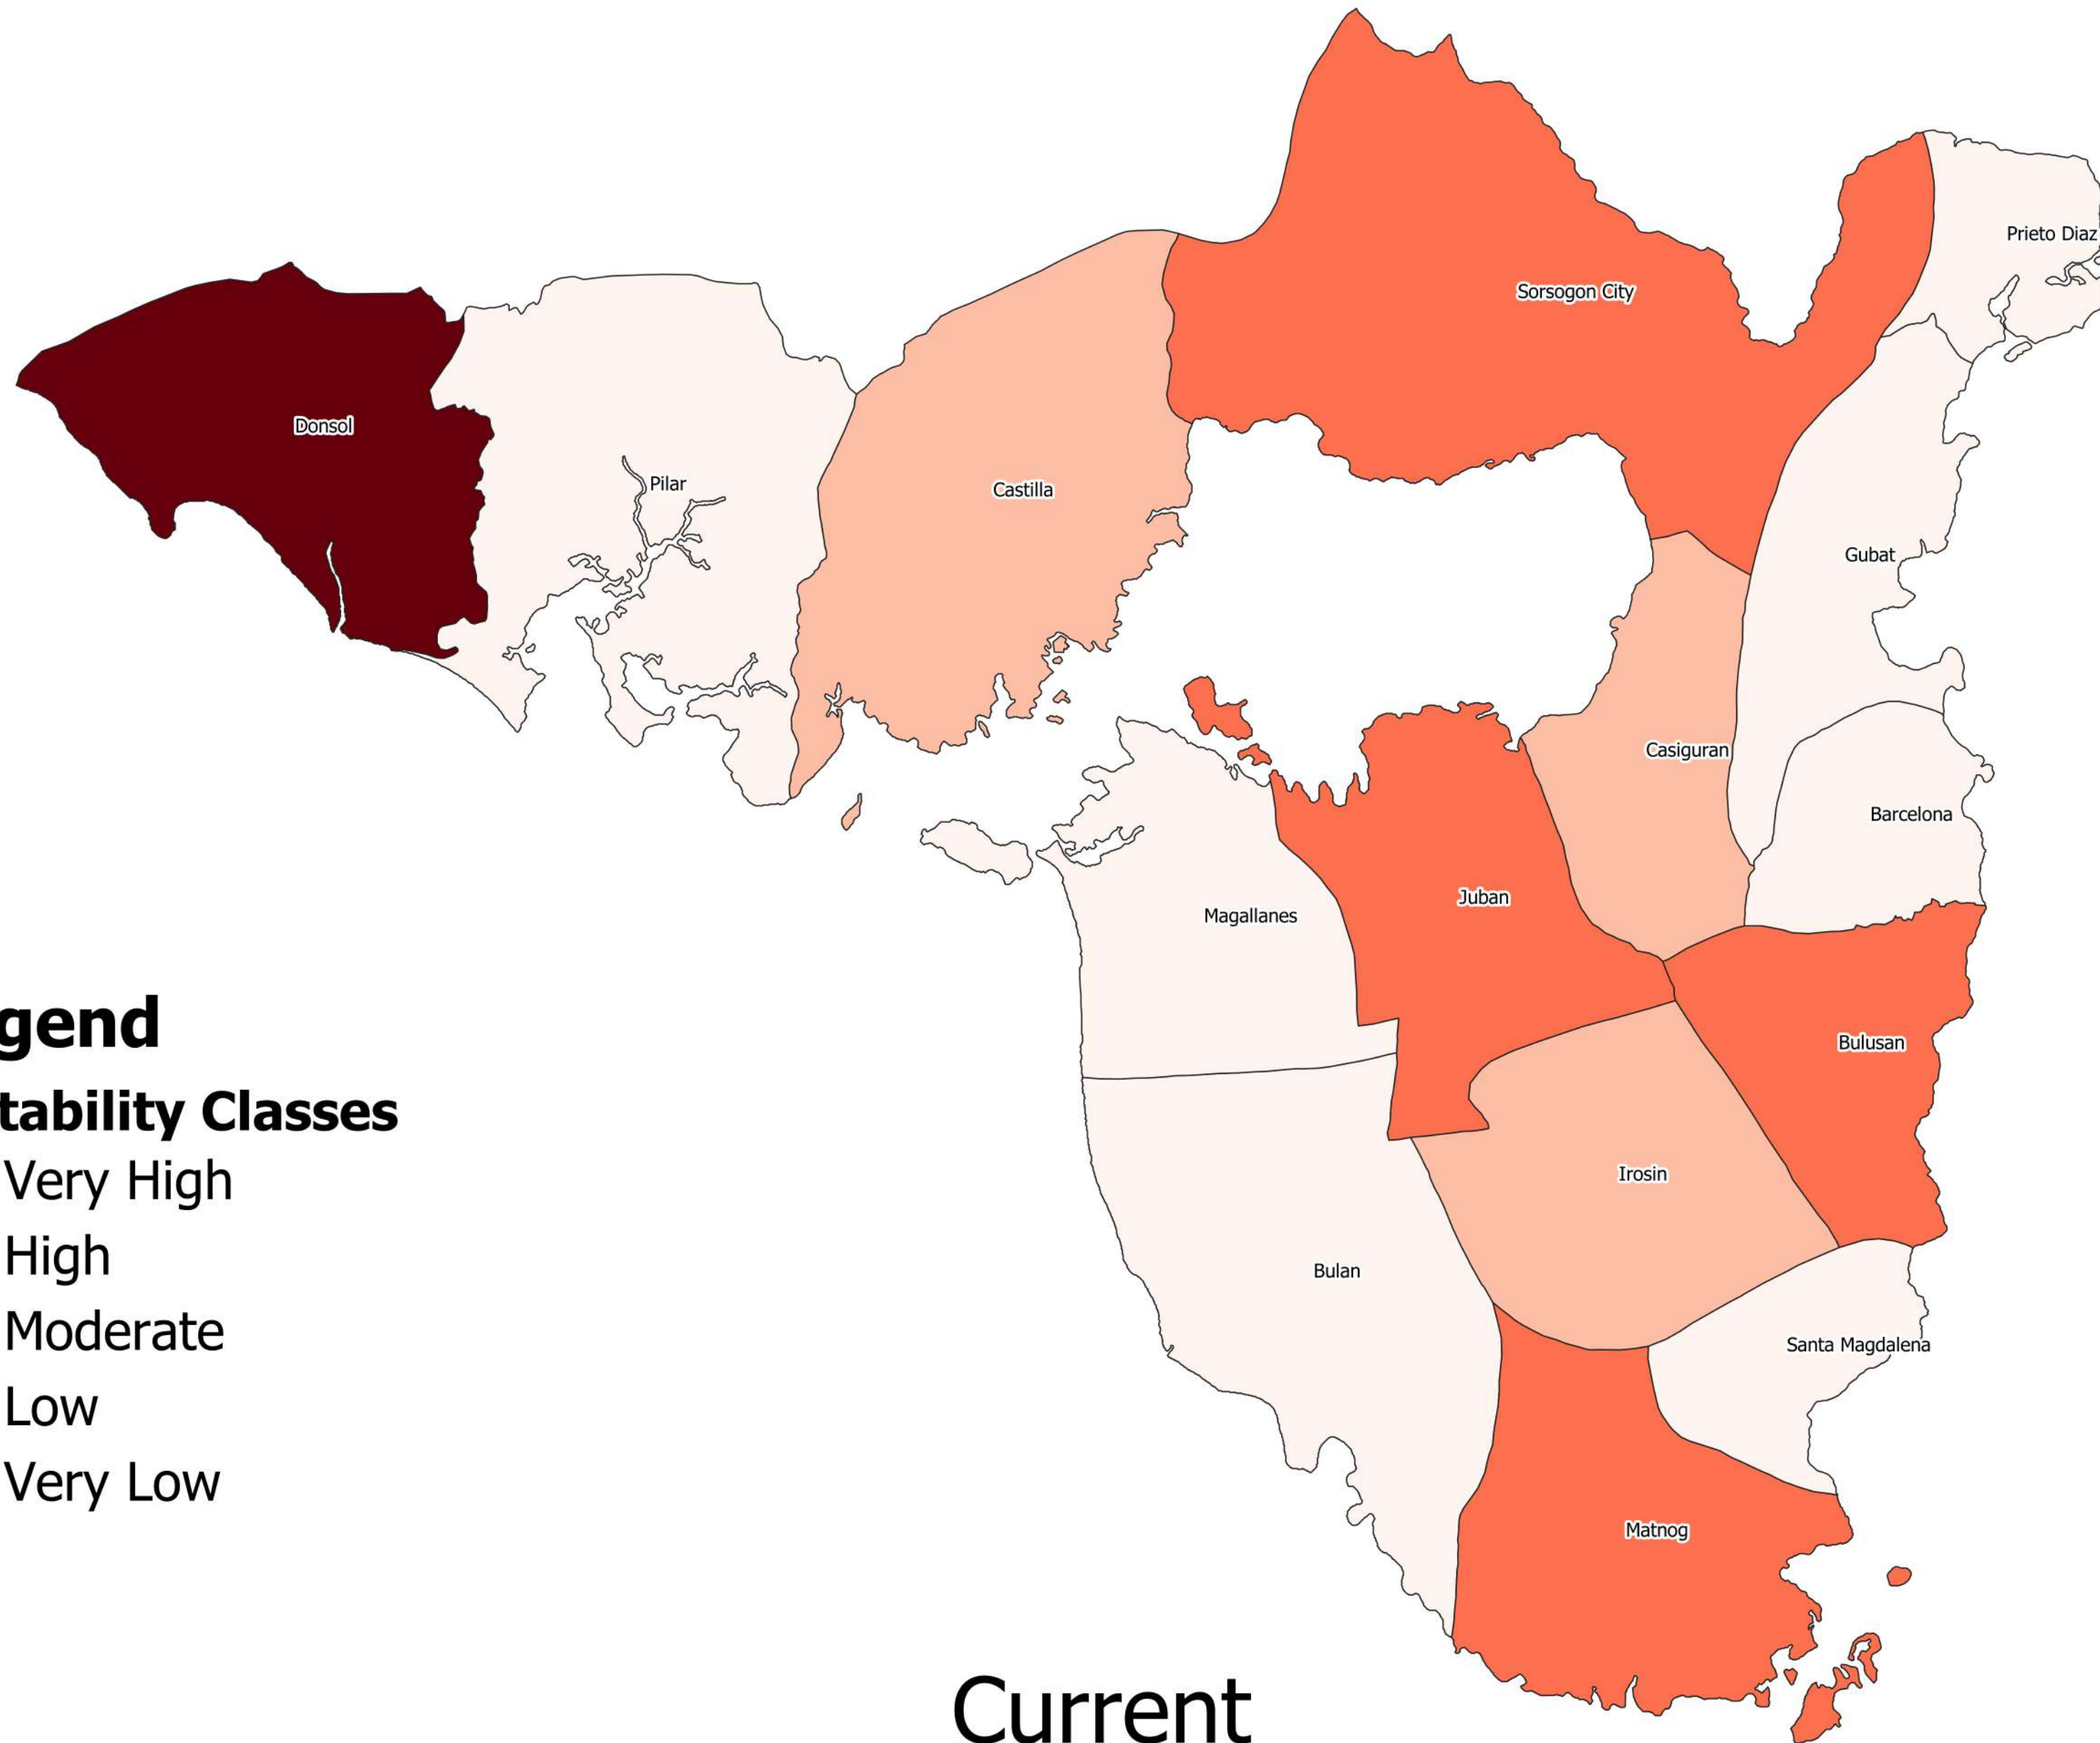 Sorsogon City
Prieto Diaz
Donsol
Pilar
Castilla
Gubat
Casiguran
Barcelona
Juban
Magallanes
Bulusan
Irosin
Bulan
Santa Magdalena
Matnog
gend
tability Classes
Very High
High
Moderate
Low
Very Low
Current